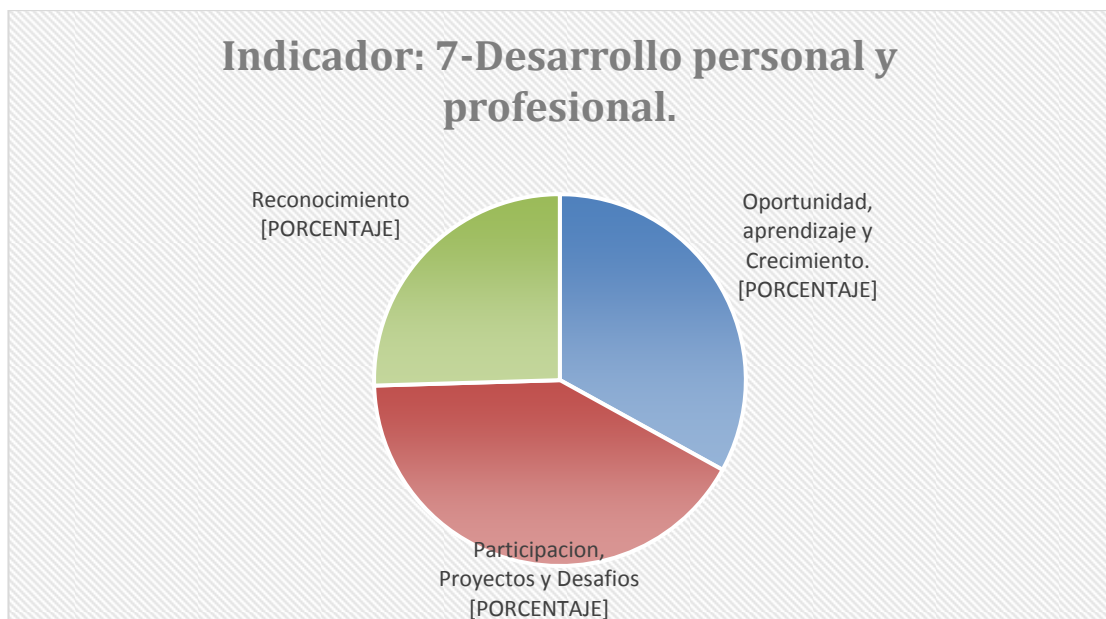 Indicador: 7-Desarrollo personal y
profesional.
Reconocimiento
[PORCENTAJE]
Oportunidad,
aprendizaje y
Crecimiento.
[PORCENTAJE]
Participacion,
Proyectos y Desafios
[PORCENTAJE]